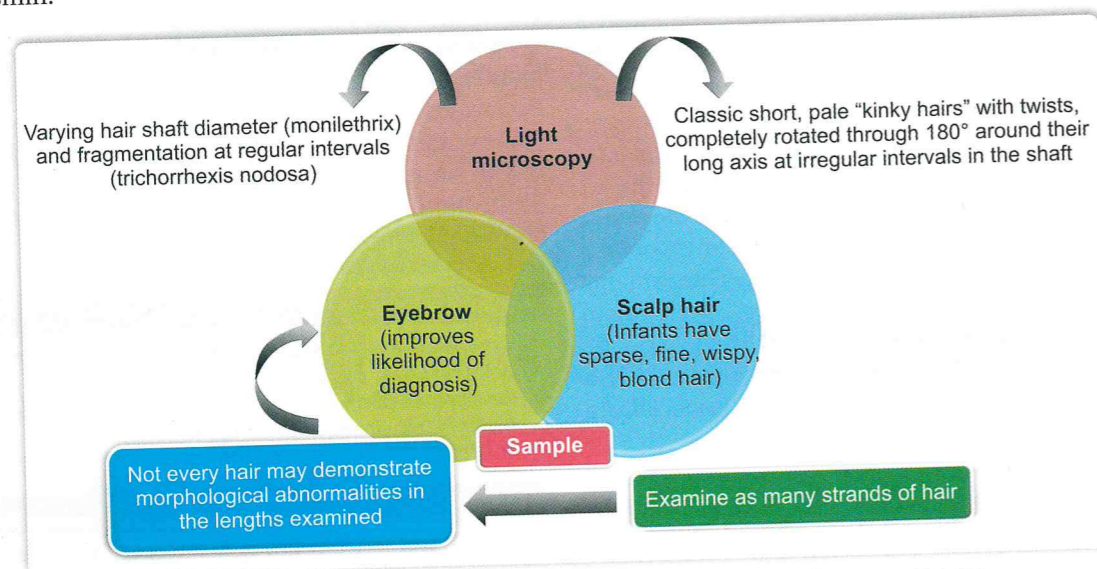 Varying hair shaft diameter (monilethrix)
and fragmentation at regular intervals
(trichorrhexis nodosa)
Light
microscopy
Classic short, pale “kinky hairs” with twists,
completely rotated through 180° around their
long axis at irregular intervals in the shaft
Eyebrow
(improves
likelihood of
diagnosis)
Scalp hair
(Infants have
sparse, fine, wispy,
blond hair)
Sample
Not every hair may demonstrate
morphological abnormalities in
the lengths examined
Examine as many strands of hair